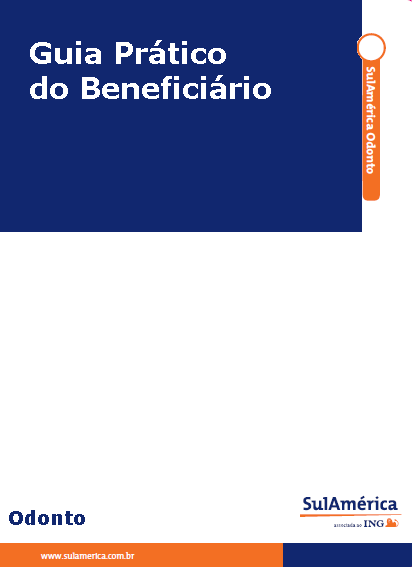 Guia Prático
do Beneficiário
SulAmérica Odonto
SulAmérica
associada ao ING
Odonto
www.sulamerica.com.br